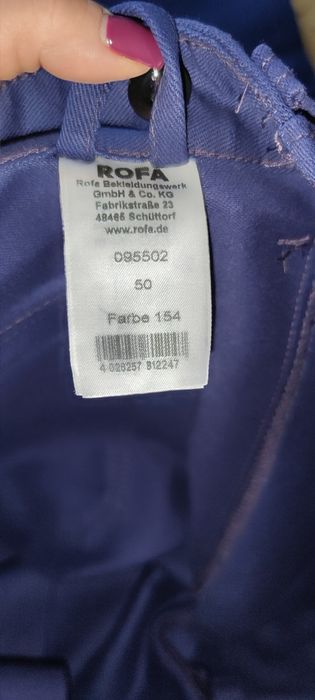 ROFA
Rofa Bekleidungswerk
GmbH & Co. KG
Fabrikstraße 23
48465 Schüttorf
www.rofa.de
095502
50
Farbe 154
4 028257 812247